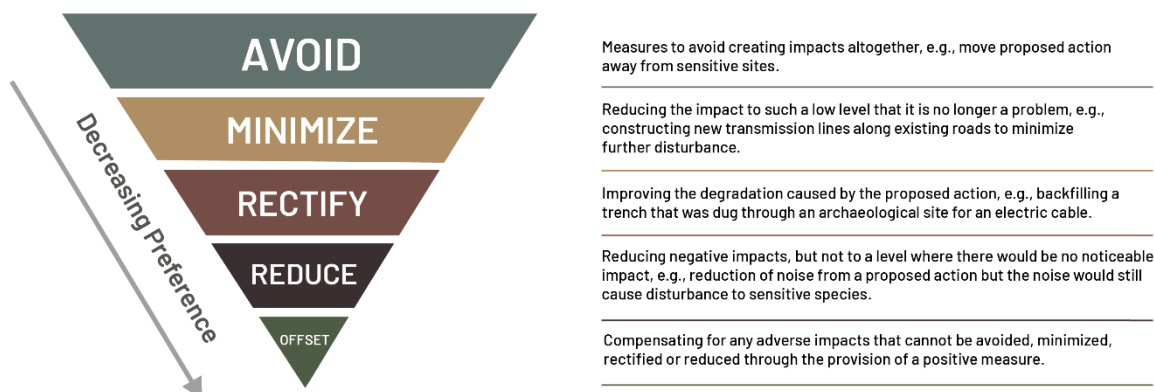 AVOID
Measures to avoid creating impacts altogether, e.g., move proposed action
away from sensitive sites.
Decreasing Preference
MINIMIZE
Reducing the impact to such a low level that it is no longer a problem, e.g.,
constructing new transmission lines along existing roads to minimize
further disturbance.
RECTIFY
Improving the degradation caused by the proposed action, e.g., backfilling a
trench that was dug through an archaeological site for an electric cable.
REDUCE
Reducing negative impacts, but not to a level where there would be no noticeable
impact, e.g., reduction of noise from a proposed action but the noise would still
cause disturbance to sensitive species.
OFFSET
Compensating for any adverse impacts that cannot be avoided, minimized,
rectified or reduced through the provision of a positive measure.